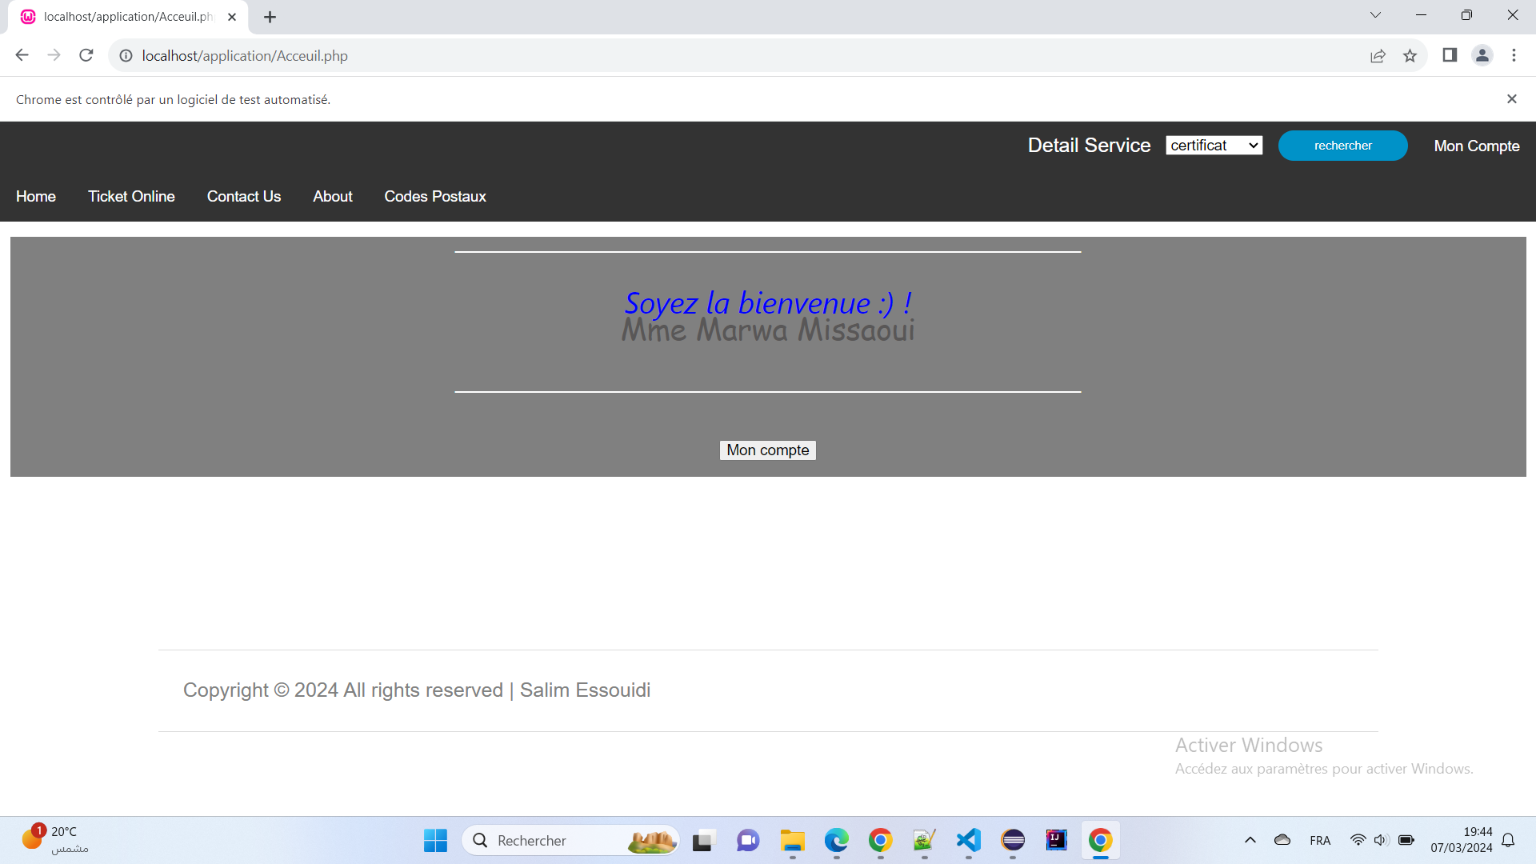 localhost/application/Acceuil.ph
localhost/application/Acceuil.php
Chrome est contrôlé par un logiciel de test automatisé.
Detail Service
certificat
rechercher
Mon Compte
Home
Ticket Online
Contact Us
About
Codes Postaux
Soyez la bienvenue :) !
Mme Marwa Missaoui
Mon compte
Copyright © 2024 All rights reserved | Salim Essouidi
Activer Windows
Accédez aux paramètres pour activer Windows.
1
20°C
مشمس
Rechercher
IJ
FRA
19:44
07/03/2024